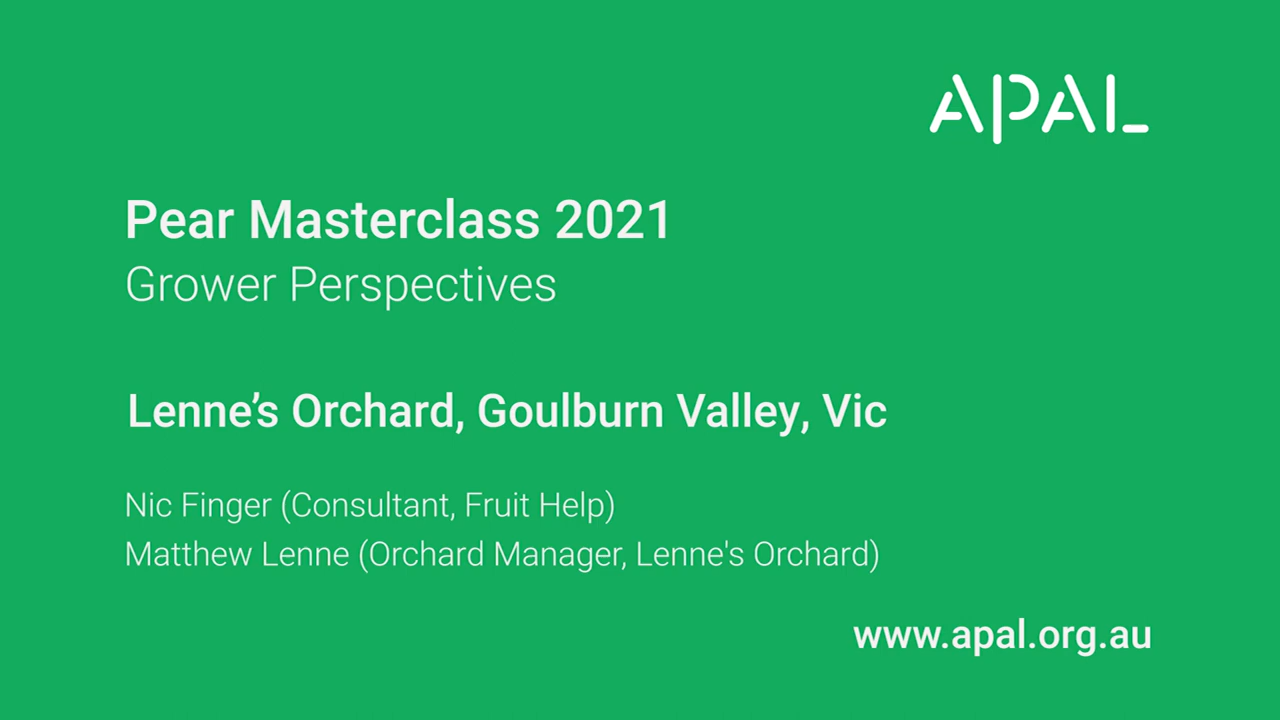 APAL
Pear Masterclass 2021
Grower Perspectives
Lenne’s Orchard, Goulburn Valley, Vic
Nic Finger (Consultant, Fruit Help)
Matthew Lenne (Orchard Manager, Lenne's Orchard)
www.apal.org.au